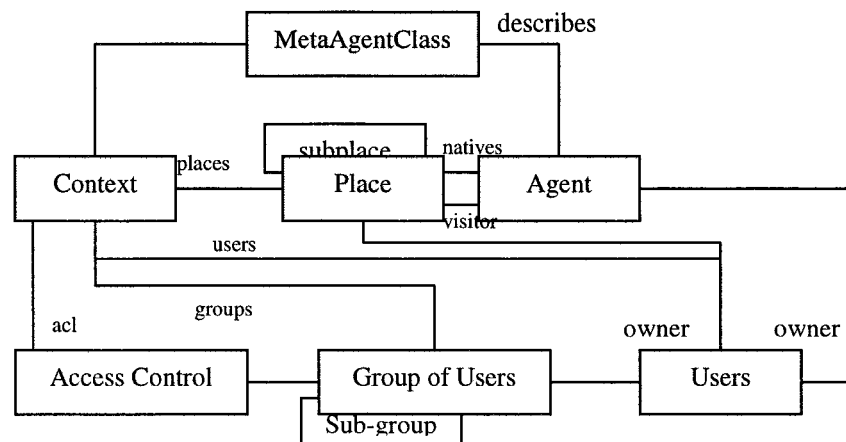 MetaAgentClass
describes
subplace
places
natives
Context
Place
Agent
visitor
users
groups
acl
owner
owner
Access Control
Group of Users
Users
Sub-group